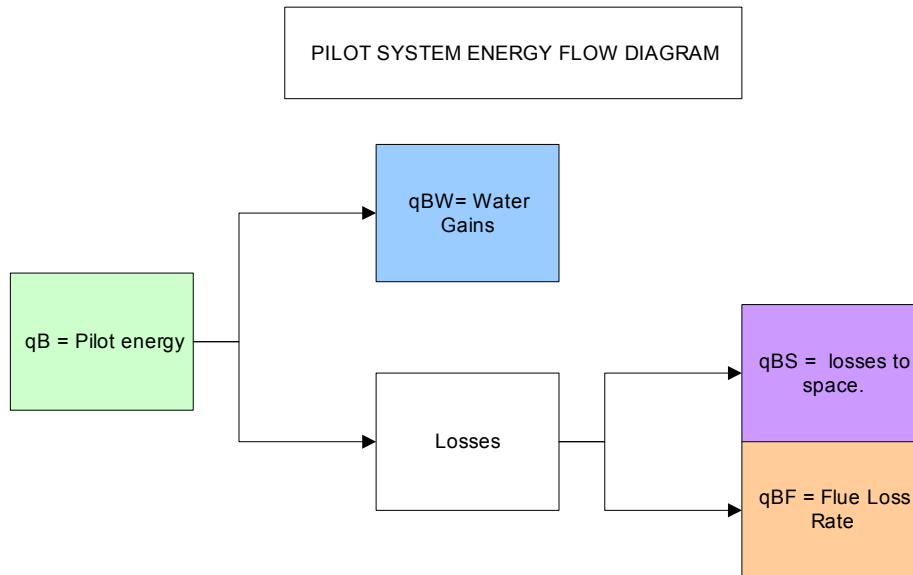 PILOT SYSTEM ENERGY FLOW DIAGRAM
qBW= Water
Gains
qB = Pilot energy
qBS =  losses to
space.
Losses
qBF = Flue Loss
Rate